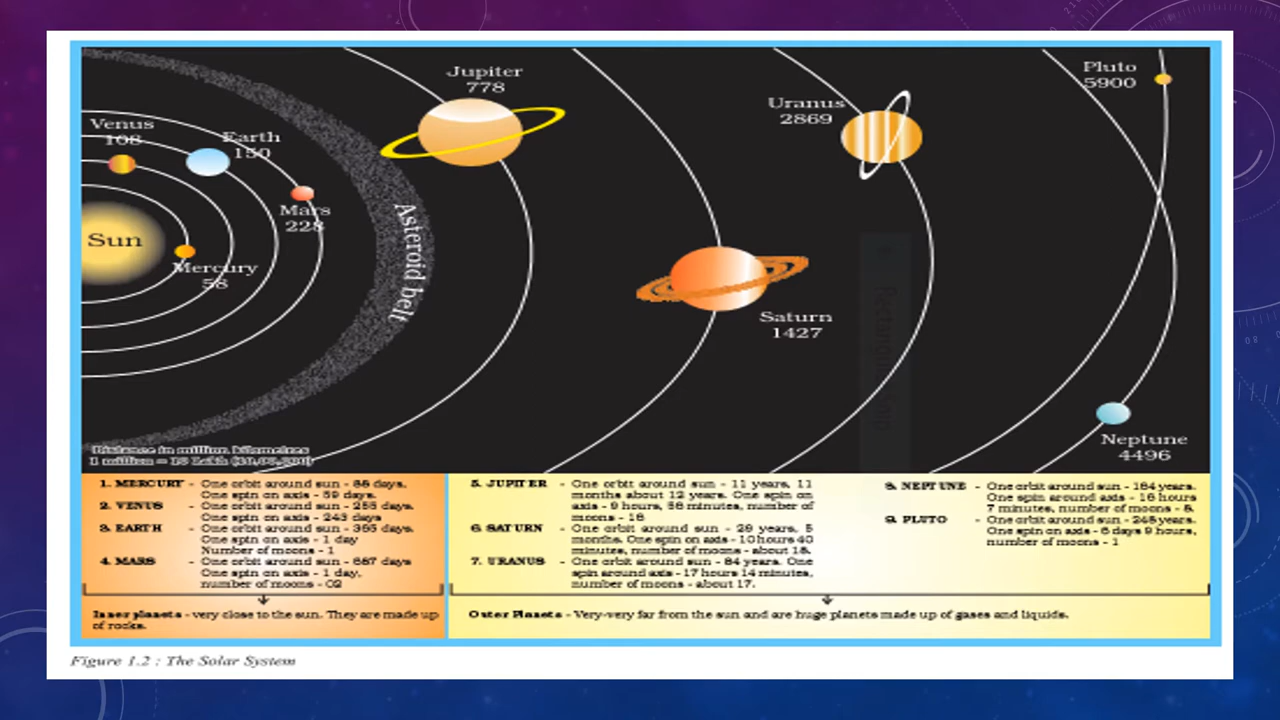 Jupiter
778
Pluto
5900
Uranus
2869
Venus
108
Earth
150
Mars
228
Asteroid belt
Sun
Mercury
58
Saturn
1427
Neptune
4496
Distance in million kilometres
1. MERCURY - One orbit around sun - 88 days.
One spin on axis - 59 days.
2. VENUS - One orbit around sun - 255 days.
One spin on axis - 243 days
3. EARTH - One orbit around sun - 365 days.
One spin on axis - 1 day
Number of moons - 1
4. MARS - One orbit around sun - 687 days
One spin on axis - 1 day,
number of moons - 02
5. JUPITER - One orbit around sun - 11 years, 11
months about 12 years. One spin on
axis - 9 hours, 56 minutes, number of
moons - 16
6. SATURN - One orbit around sun - 29 years, 5
months. One spin on axis - 10 hours 40
minutes, number of moons - about 18.
7. URANUS - One orbit around sun - 84 years. One
spin around axis - 17 hours 14 minutes,
number of moons - about 17.
NEPTUNE - One orbit around sun - 164 years.
One spin around axis - 16 hours
7 minutes, number of moons - 8.
9. PLUTO - One orbit around sun - 248 years.
One spin on axis - 6 days 9 hours,
number of moons - 1
Inner planets - very close to the sun. They are made up
of rocks.
Outer Planets - Very-very far from the sun and are huge planets made up of gases and liquids.
Figure 1.2 : The Solar System